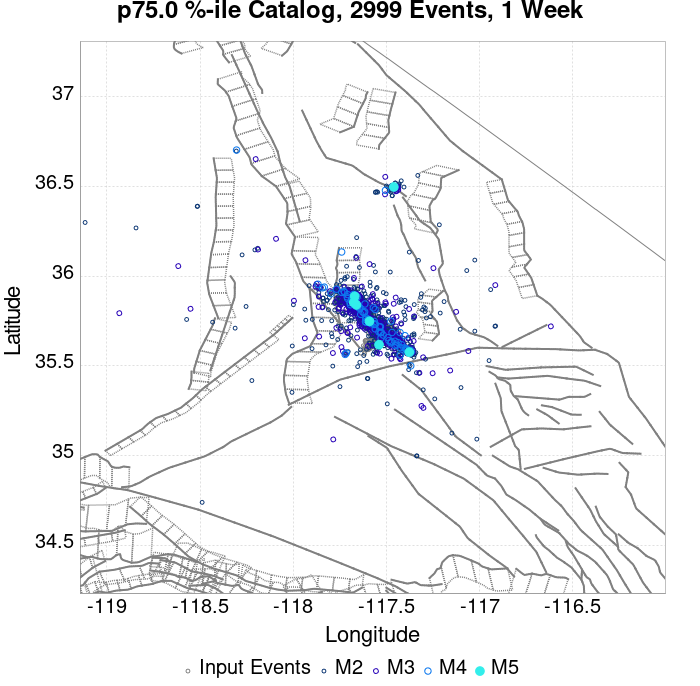 p75.0 %-ile Catalog, 2999 Events, 1 Week
37
36.5
36
35.5
35
34.5
Latitude
-119 -118.5 -118 -117.5 -117 -116.5
Longitude
Input Events M2 M3 M4 M5